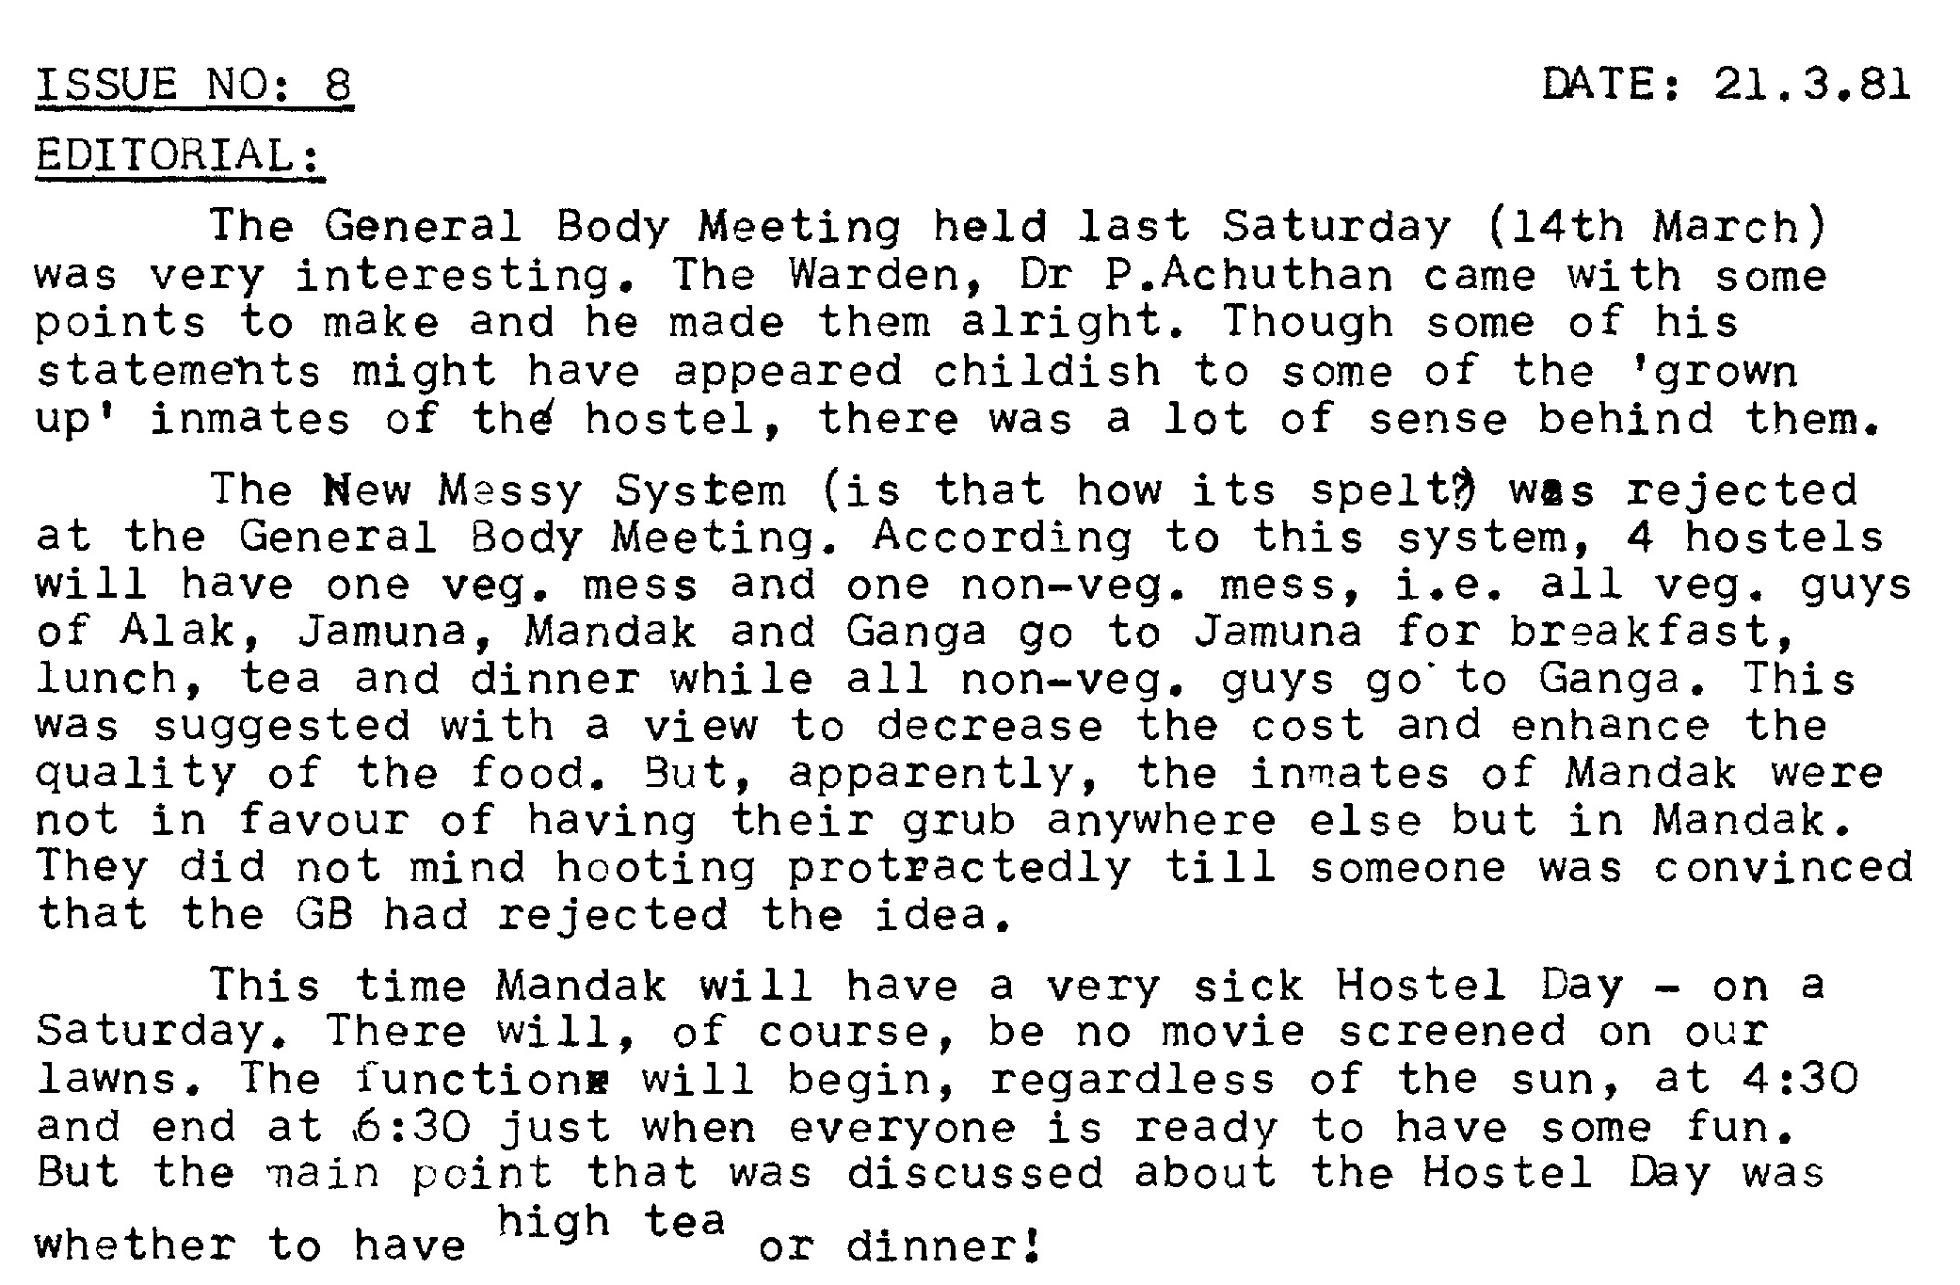 ISSUE NO: 8 DATE: 21.3.81
EDITORIAL:
The General Body Meeting held last Saturday (14th March)
was very interesting. The Warden, Dr P.Achuthan came with some
points to make and he made them alright. Though some of his
statements might have appeared childish to some of the 'grown
up' inmates of the hostel, there was a lot of sense behind them.
The New Messy System (is that how its spelt?) was rejected
at the General Body Meeting. According to this system, 4 hostels
will have one veg. mess and one non-veg. mess, i.e. all veg. guys
of Alak, Jamuna, Mandak and Ganga go to Jamuna for breakfast,
lunch, tea and dinner while all non-veg. guys go to Ganga. This
was suggested with a view to decrease the cost and enhance the
quality of the food. But, apparently, the inmates of Mandak were
not in favour of having their grub anywhere else but in Mandak.
They did not mind hooting protractedly till someone was convinced
that the GB had rejected the idea.
This time Mandak will have a very sick Hostel Day - on a
Saturday. There will, of course, be no movie screened on our
lawns. The function will begin, regardless of the sun, at 4:30
and end at 6:30 just when everyone is ready to have some fun.
But the main point that was discussed about the Hostel Day was
whether to have high tea or dinner!